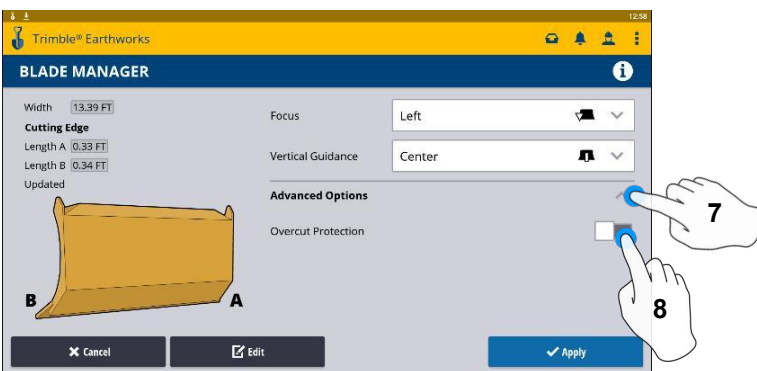 12:58
Trimble® Earthworks
BLADE MANAGER
Width 13.39 FT
Cutting Edge
Length A 0.33 FT
Length B 0.34 FT
Updated
B
A
Focus Left
Vertical Guidance Center
Advanced Options
Overcut Protection
7
8
Cancel
Edit
Apply